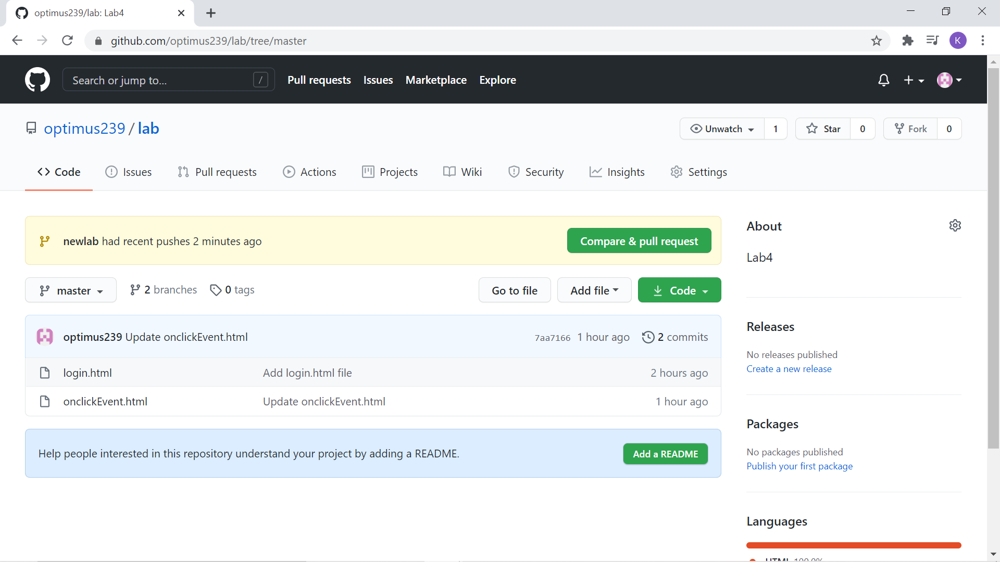 optimus239/lab: Lab4
github.com/optimus239/lab/tree/master
K
Search or jump to... /
Pull requests Issues Marketplace Explore
optimus239 / lab
Unwatch 1 Star 0 Fork 0
Code Issues Pull requests Actions Projects Wiki Security Insights Settings
newlab had recent pushes 2 minutes ago
Compare & pull request
master 2 branches 0 tags Go to file Add file Code
optimus239 Update onclickEvent.html 7aa7166 1 hour ago 2 commits
login.html Add login.html file 2 hours ago
onclickEvent.html Update onclickEvent.html 1 hour ago
Help people interested in this repository understand your project by adding a README.
Add a README
About
Lab4
Releases
No releases published
Create a new release
Packages
No packages published
Publish your first package
Languages
HTML 100.0%